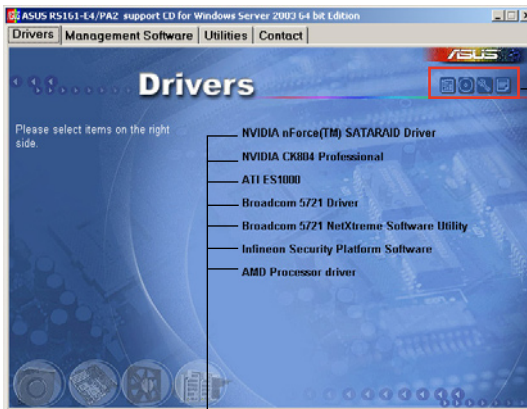 ASUS RS161-E4/PA2 support CD for Windows Server 2003 64 bit Edition
Drivers Management Software Utilities Contact
ASUS
Drivers
Please select items on the right side.
NVIDIA nForce(TM) SATARAID Driver
NVIDIA CK804 Professional
ATI ES1000
Broadcom 5721 Driver
Broadcom 5721 NetXtreme Software Utility
Infineon Security Platform Software
AMD Processor driver